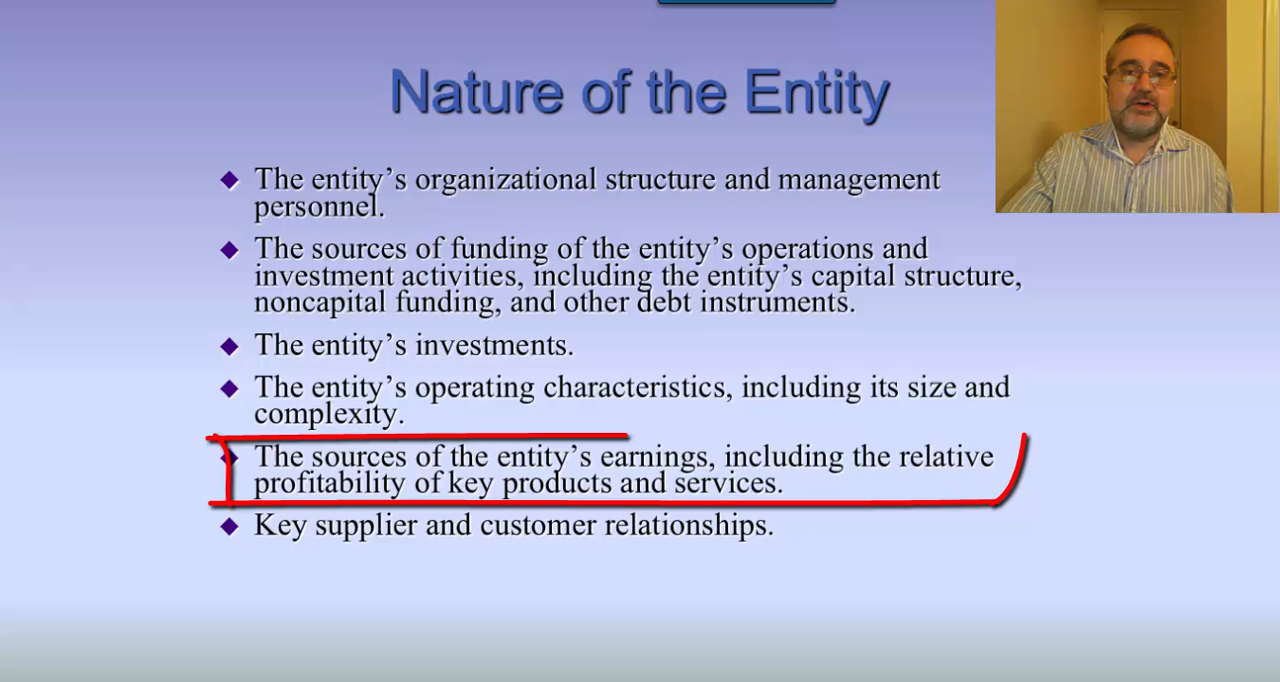 Nature of the Entity
The entity's organizational structure and management
personnel.
The sources of funding of the entity's operations and
investment activities, including the entity's capital structure,
noncapital funding, and other debt instruments.
The entity's investments.
The entity's operating characteristics, including its size and
complexity.
The sources of the entity's earnings, including the relative
profitability of key products and services.
Key supplier and customer relationships.